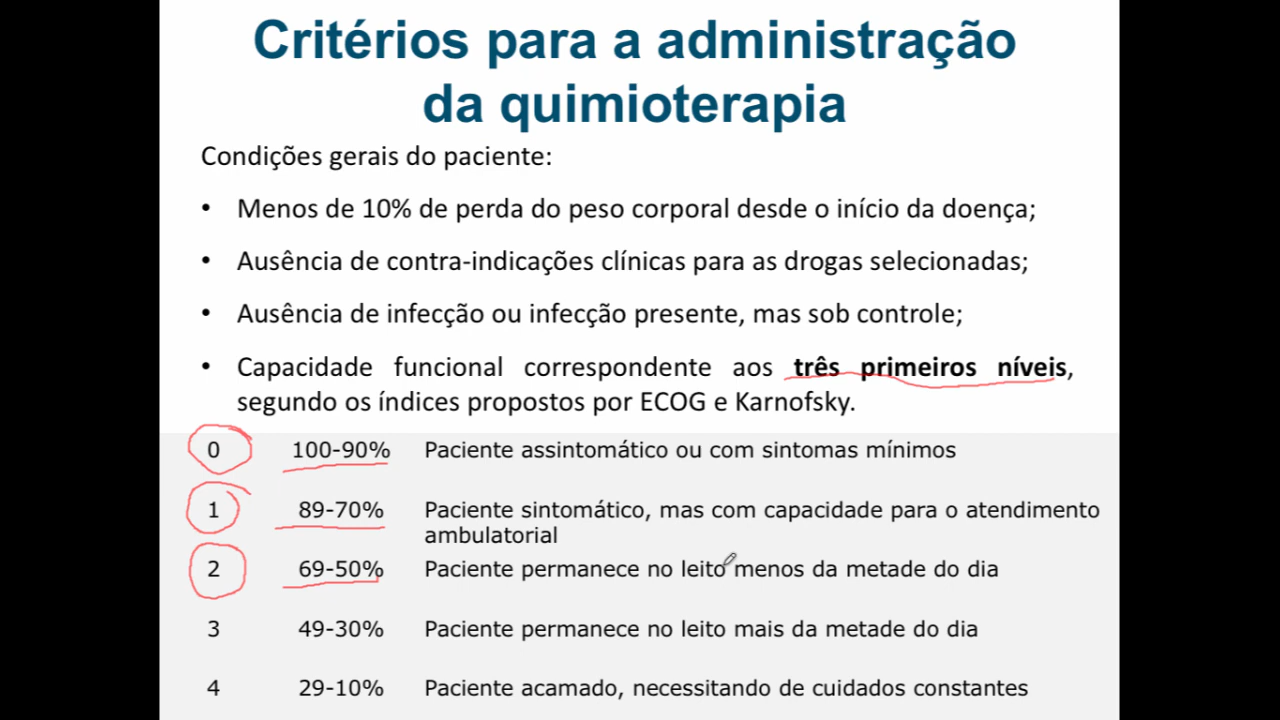 Critérios para a administração
da quimioterapia
Condições gerais do paciente:
• Menos de 10% de perda do peso corporal desde o início da doença;
• Ausência de contra-indicações clínicas para as drogas selecionadas;
• Ausência de infecção ou infecção presente, mas sob controle;
• Capacidade funcional correspondente aos três primeiros níveis,
segundo os índices propostos por ECOG e Karnofsky.
0 100-90% Paciente assintomático ou com sintomas mínimos
1 89-70% Paciente sintomático, mas com capacidade para o atendimento
ambulatorial
2 69-50% Paciente permanece no leito menos da metade do dia
3 49-30% Paciente permanece no leito mais da metade do dia
4 29-10% Paciente acamado, necessitando de cuidados constantes